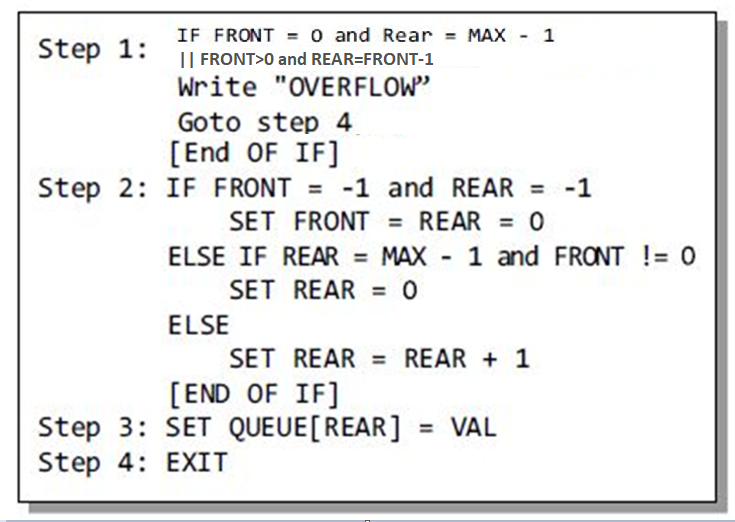 Step 1: IF FRONT = 0 and Rear = MAX - 1
|| FRONT>0 and REAR=FRONT-1
Write "OVERFLOW”
Goto step 4
[End OF IF]
Step 2: IF FRONT = -1 and REAR = -1
SET FRONT = REAR = 0
ELSE IF REAR = MAX - 1 and FRONT != 0
SET REAR = 0
ELSE
SET REAR = REAR + 1
[END OF IF]
Step 3: SET QUEUE[REAR] = VAL
Step 4: EXIT